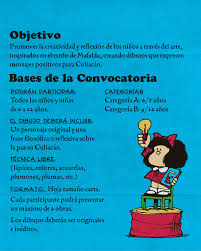 Objetivo
Promover la creatividad y reflexión de los niños a través del arte,
inspirados en el estilo de Mafalda, creando dibujos que expresen
mensajes positivos para Culiacán.
Bases de la Convocatoria
PODRÁN PARTICIPAR:
Todos las niñas y niños
de 6 a 12 años.
CATEGORÍAS
Categoría A: 6/8 años
Categoría B: 9/12 años
EL DIBUJO DEBERÁ INCLUIR.
Un personaje original y una
frase filosófica o reflexiva sobre
la paz en Culiacán.
TÉCNICA LIBRE.
(lápices, colores, acuarelas,
plumones, plumas, etc.)
FORMATO. Hoja tamaño carta.
Cada participante podrá presentar
un máximo de obras.
Los dibujos deberán ser originales
e inéditos.